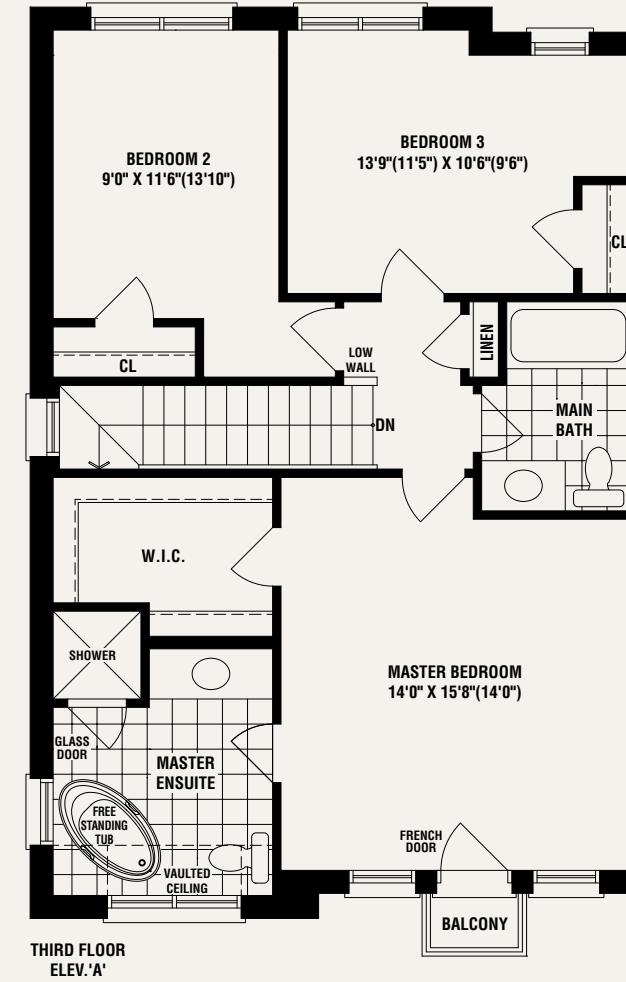 BEDROOM 2
9'0" X 11'6"(13'10")
BEDROOM 3
13'9"(11'5") X 10'6"(9'6")
CL
CL
LOW
WALL
LINEN
DN
MAIN
BATH
W.I.C.
SHOWER
MASTER BEDROOM
14'0" X 15'8"(14'0")
GLASS
DOOR
MASTER
ENSUITE
FREE
STANDING
TUB
FRENCH
DOOR
VAULTED
CEILING
BALCONY
THIRD FLOOR
ELEV.'A'